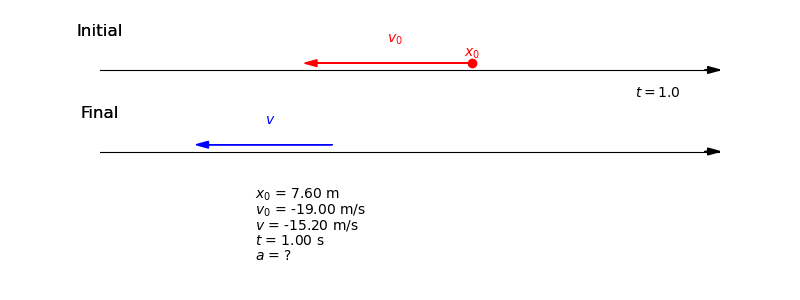 Initial
v₀
x₀
t = 1.0
Final
v
x₀ = 7.60 m
v₀ = -19.00 m/s
v = -15.20 m/s
t = 1.00 s
a = ?